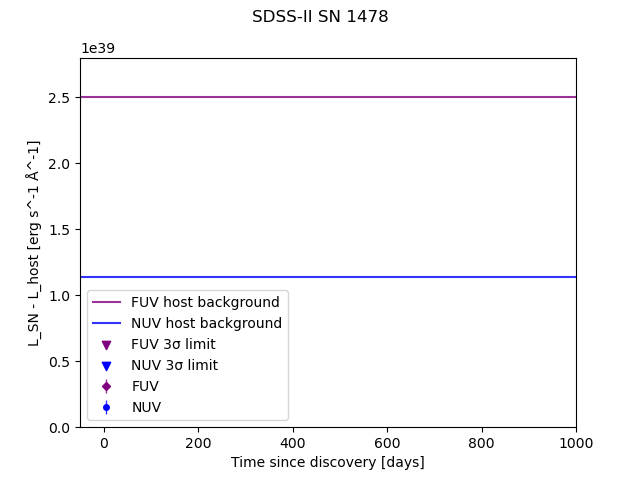 SDSS-II SN 1478
1e39
L_SN - L_host [erg s^-1 Å^-1]
2.5
2.0
1.5
1.0
0.5
0.0
FUV host background
NUV host background
FUV 3σ limit
NUV 3σ limit
FUV
NUV
0 200 400 600 800 1000
Time since discovery [days]